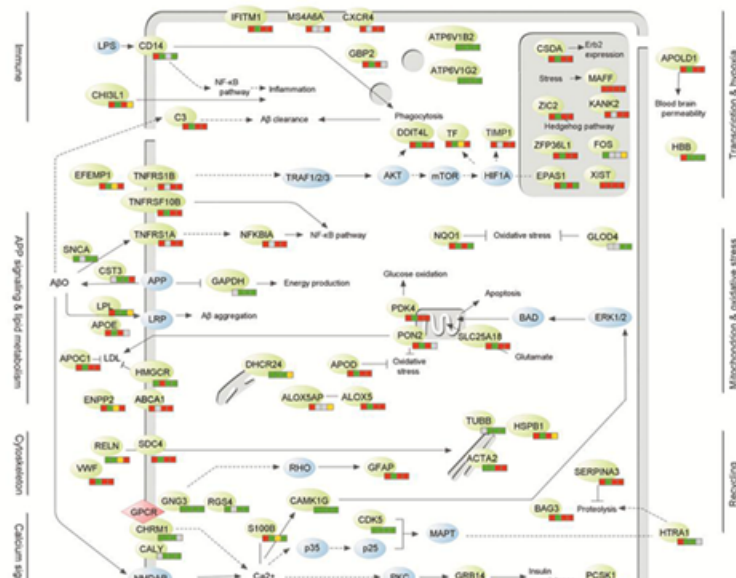 IFITM1
MS4A6A
CXCR4
LPS
CD14
GBP2
ATP6V1B2
ATP6V1G2
CSDA
Erb2
expression
Stress
MAFF
APOLD1
NF-κB
pathway
Inflammation
CHI3L1
Phagocytosis
ZIC2
KANK2
Hedgehog pathway
Blood brain
permeability
C3
Aβ clearance
DDIT4L
TF
TIMP1
ZFP36L1
FOS
HBB
EFEMP1
TNFRS1B
TRAF1/2/3
AKT
mTOR
HIF1A
EPAS1
XIST
TNFRSF10B
TNFRS1A
NFKBIA
NF-κB pathway
NQO1
Oxidative stress
GLOD4
SNCA
CST3
AβO
APP
GAPDH
Energy production
Glucose oxidation
Apoptosis
LPL
LRP
Aβ aggregation
PDK4
BAD
ERK1/2
APOE
PON2
SLC25A18
APOC1
LDL
HMGCR
DHCR24
APOD
Oxidative
stress
Glutamate
ENPP2
ABCA1
ALOX5AP
ALOX5
TUBB
HSPB1
RELN
SDC4
VWF
RHO
GFAP
ACTA2
SERPINA3
GNG3
RGS4
CAMK1G
GPCR
BAG3
Proteolysis
CHRM1
S100B
CDK5
HTRA1
CALY
p35
p25
MAPT
Ca2+
PKC
GRB14
Insulin
PCSK1
Immune
APP signaling & lipid metabolism
Cytoskeleton
Calcium sig
Transcription & hypoxia
Mitochondrion & oxidative stress
Recycling